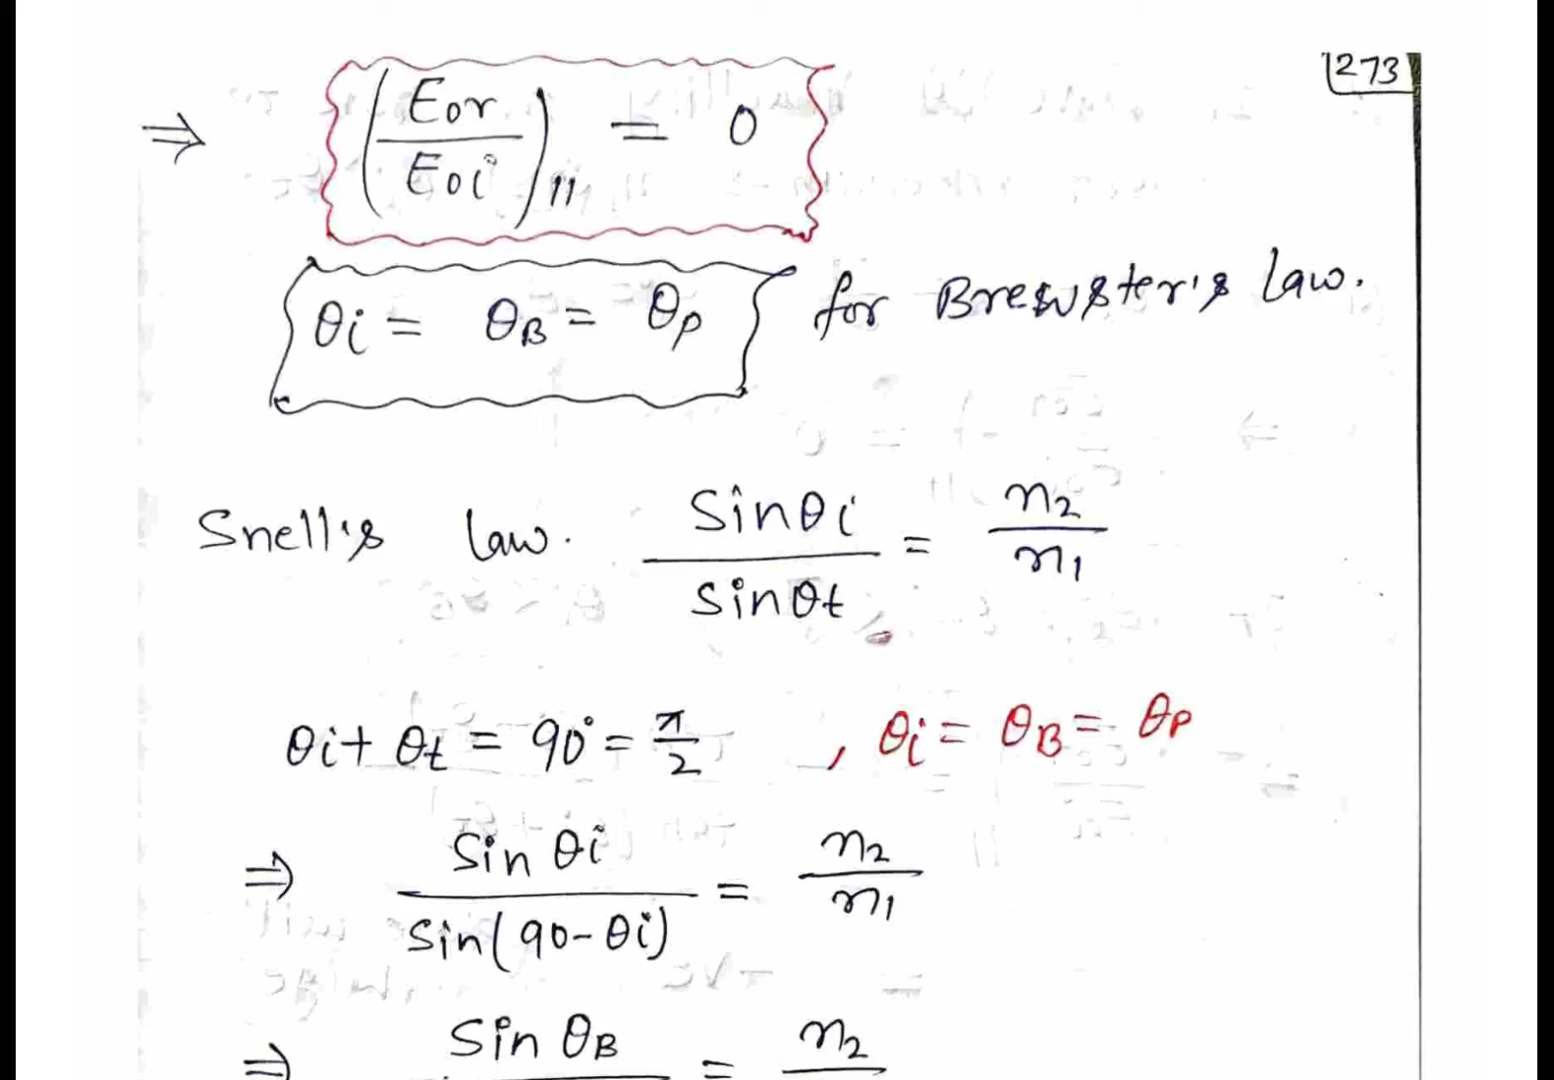 273
⇒ (E0r / E0i)11 = 0
θi = θB = θp for Brewster's Law.
Snell's Law. Sinθi / Sinθt = n2 / n1
θi + θt = 90° = π/2 , θi = θB = θP
⇒ Sin θi / Sin(90-θi) = n2 / n1
⇒ Sin θB = n2